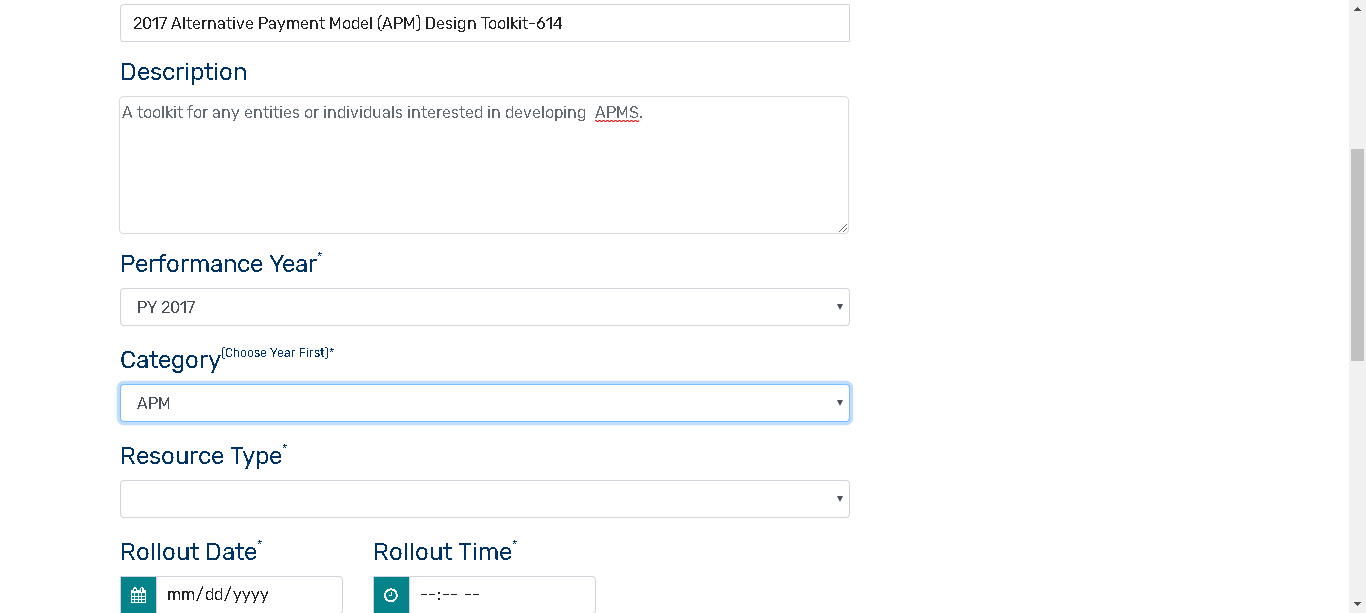 2017 Alternative Payment Model (APM) Design Toolkit-614
Description
A toolkit for any entities or individuals interested in developing  APMS.
Performance Year*
PY 2017
Category(Choose Year First)*
APM
Resource Type*
Rollout Date* Rollout Time*
mm/dd/yyyy --:-- --